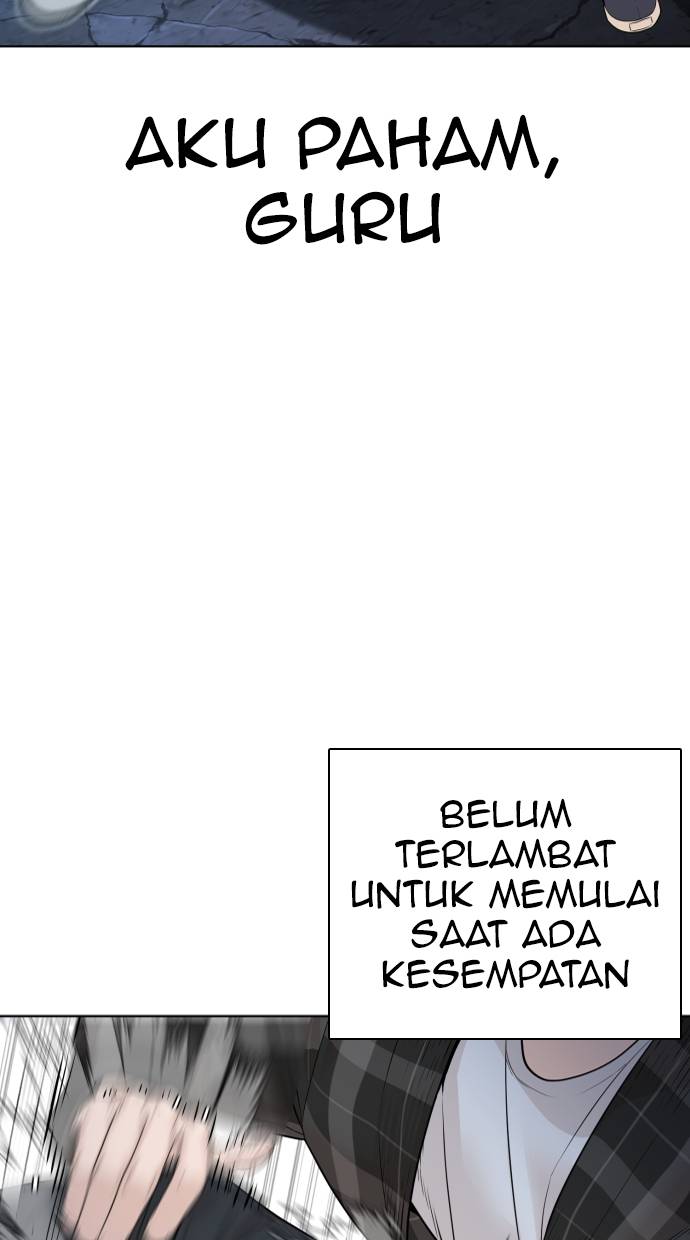 AKU PAHAM,
GURU
BELUM
TERLAMBAT
UNTUK MEMULAI
SAAT ADA
KESEMPATAN